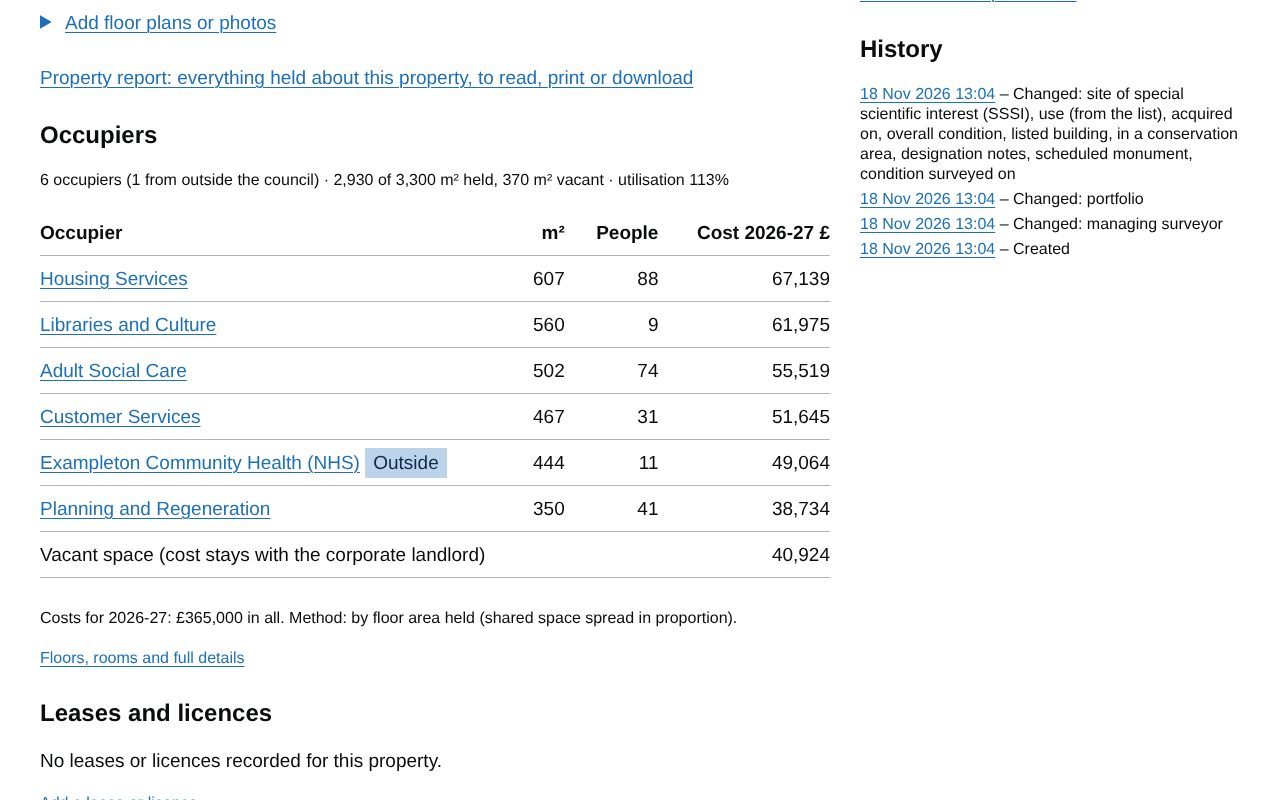 Add floor plans or photos
Property report: everything held about this property, to read, print or download
Occupiers
6 occupiers (1 from outside the council) · 2,930 of 3,300 m² held, 370 m² vacant · utilisation 113%
Occupier m² People Cost 2026-27 £
Housing Services 607 88 67,139
Libraries and Culture 560 9 61,975
Adult Social Care 502 74 55,519
Customer Services 467 31 51,645
Exampleton Community Health (NHS) Outside 444 11 49,064
Planning and Regeneration 350 41 38,734
Vacant space (cost stays with the corporate landlord) 40,924
Costs for 2026-27: £365,000 in all. Method: by floor area held (shared space spread in proportion).
Floors, rooms and full details
Leases and licences
No leases or licences recorded for this property.
History
18 Nov 2026 13:04 – Changed: site of special
scientific interest (SSSI), use (from the list), acquired
on, overall condition, listed building, in a conservation
area, designation notes, scheduled monument,
condition surveyed on
18 Nov 2026 13:04 – Changed: portfolio
18 Nov 2026 13:04 – Changed: managing surveyor
18 Nov 2026 13:04 – Created